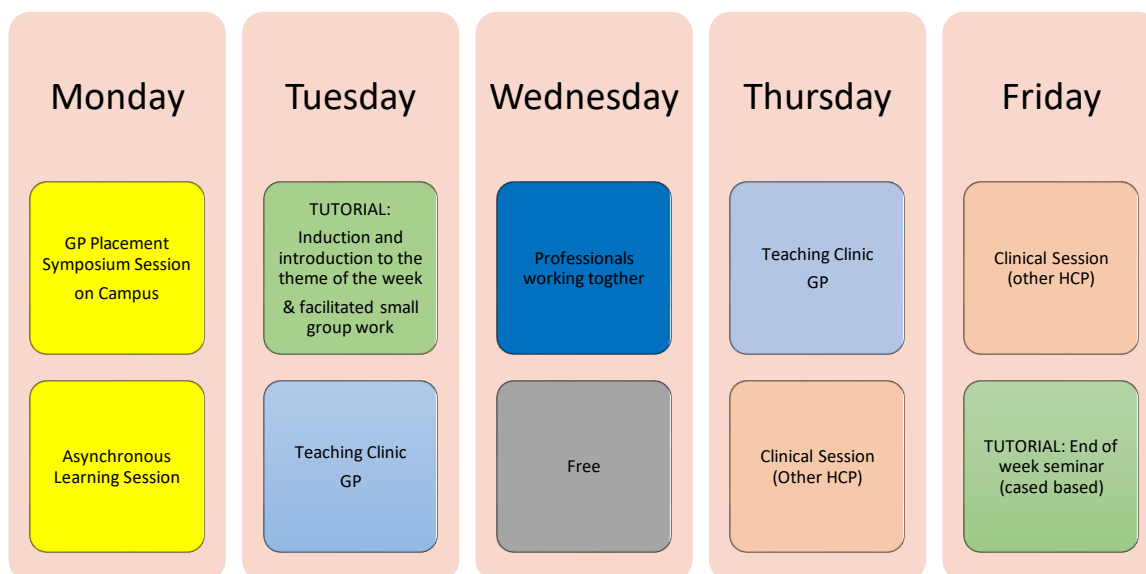 Monday
GP Placement
Symposium Session
on Campus
Asynchronous
Learning Session
Tuesday
TUTORIAL:
Induction and
introduction to the
theme of the week
& facilitated small
group work
Teaching Clinic
GP
Wednesday
Professionals
working togther
Free
Thursday
Teaching Clinic
GP
Clinical Session
(Other HCP)
Friday
Clinical Session
(other HCP)
TUTORIAL: End of
week seminar
(cased based)